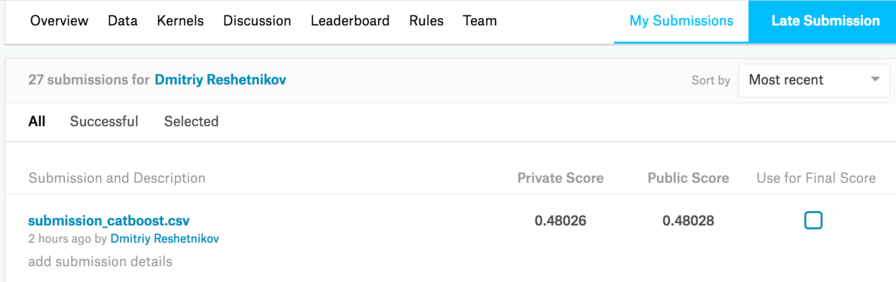 Overview Data Kernels Discussion Leaderboard Rules Team My Submissions Late Submission
27 submissions for Dmitriy Reshetnikov Sort by Most recent
All Successful Selected
Submission and Description Private Score Public Score Use for Final Score
submission_catboost.csv 0.48026 0.48028
2 hours ago by Dmitriy Reshetnikov
add submission details